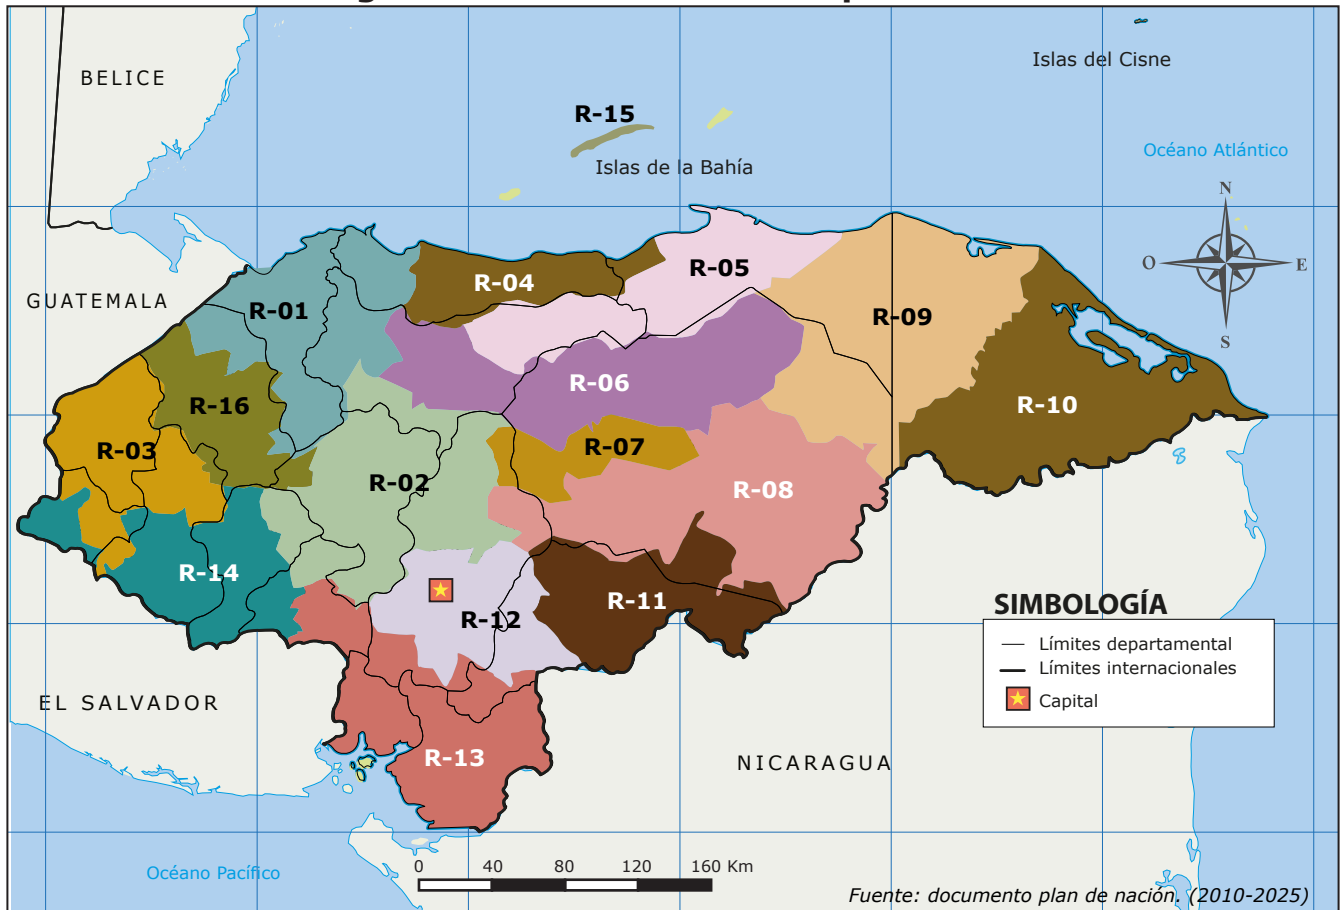 BELICE
Islas del Cisne
R-15
Océano Atlántico
Islas de la Bahía
N
O
E
S
GUATEMALA
R-01
R-04
R-05
R-09
R-06
R-16
R-10
R-03
R-07
R-02
R-08
R-14
R-11
R-12
SIMBOLOGÍA
Límites departamental
Límites internacionales
Capital
EL SALVADOR
R-13
NICARAGUA
Océano Pacífico
0 40 80 120 160 Km
Fuente: documento plan de nación. (2010-2025)